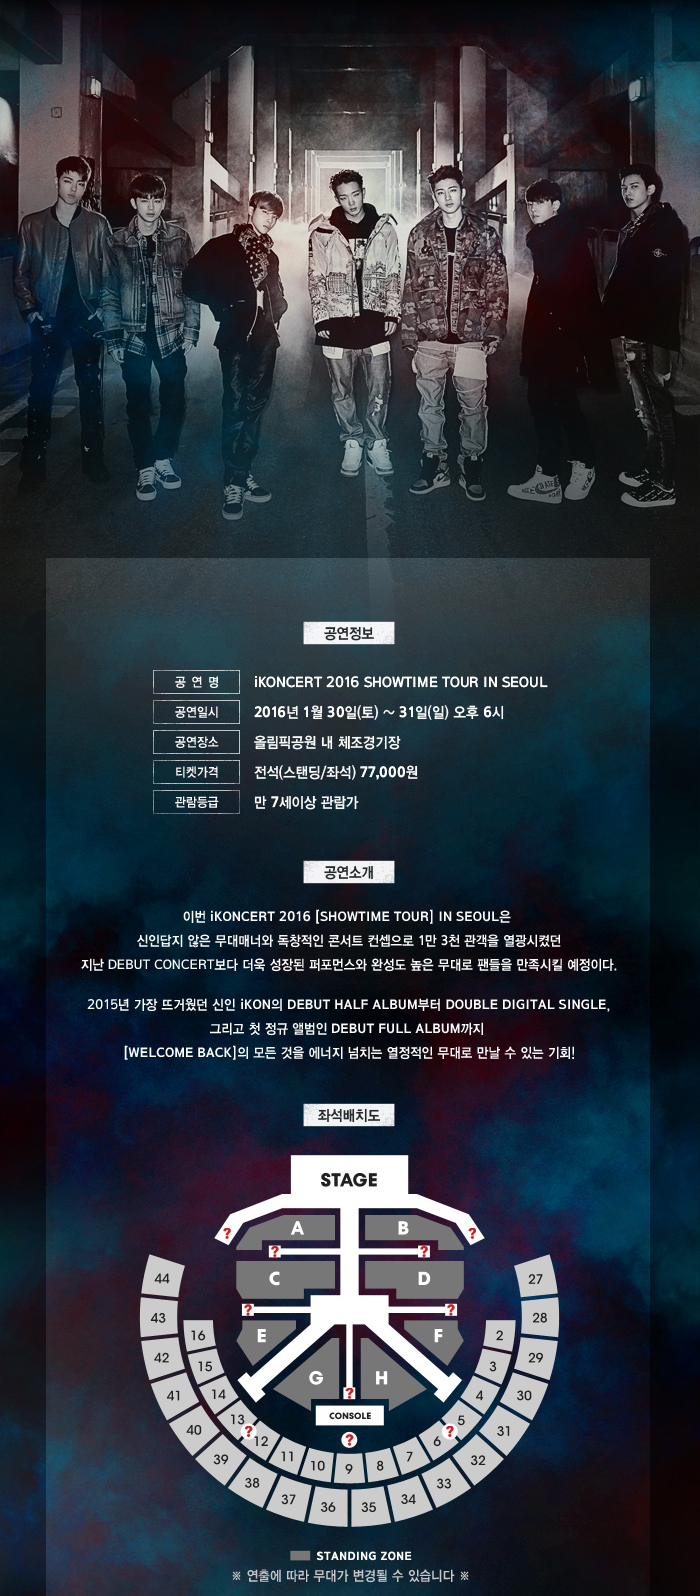 공연정보
공 연 명 iKONCERT 2016 SHOWTIME TOUR IN SEOUL
공연일시 2016년 1월 30일(토) ~ 31일(일) 오후 6시
공연장소 올림픽공원 내 체조경기장
티켓가격 전석(스탠딩/좌석) 77,000원
관람등급 만 7세이상 관람가
공연소개
이번 iKONCERT 2016 [SHOWTIME TOUR] IN SEOUL은
신인답지 않은 무대매너와 독창적인 콘서트 컨셉으로 1만 3천 관객을 열광시켰던
지난 DEBUT CONCERT보다 더욱 성장된 퍼포먼스와 완성도 높은 무대로 팬들을 만족시킬 예정이다.
2015년 가장 뜨거웠던 신인 iKON의 DEBUT HALF ALBUM부터 DOUBLE DIGITAL SINGLE,
그리고 첫 정규 앨범인 DEBUT FULL ALBUM까지
[WELCOME BACK]의 모든 것을 에너지 넘치는 열정적인 무대로 만날 수 있는 기회!
좌석배치도
STAGE
? A B ?
? ?
44 C D 27
43 ? ? 28
16 E F 2
42 15 3 29
41 14 G H 4 30
?
40 13 CONSOLE 5 31
? 12 ? 6 ?
39 11 10 9 8 7 32
38 33
37 36 35 34
STANDING ZONE
※ 연출에 따라 무대가 변경될 수 있습니다 ※